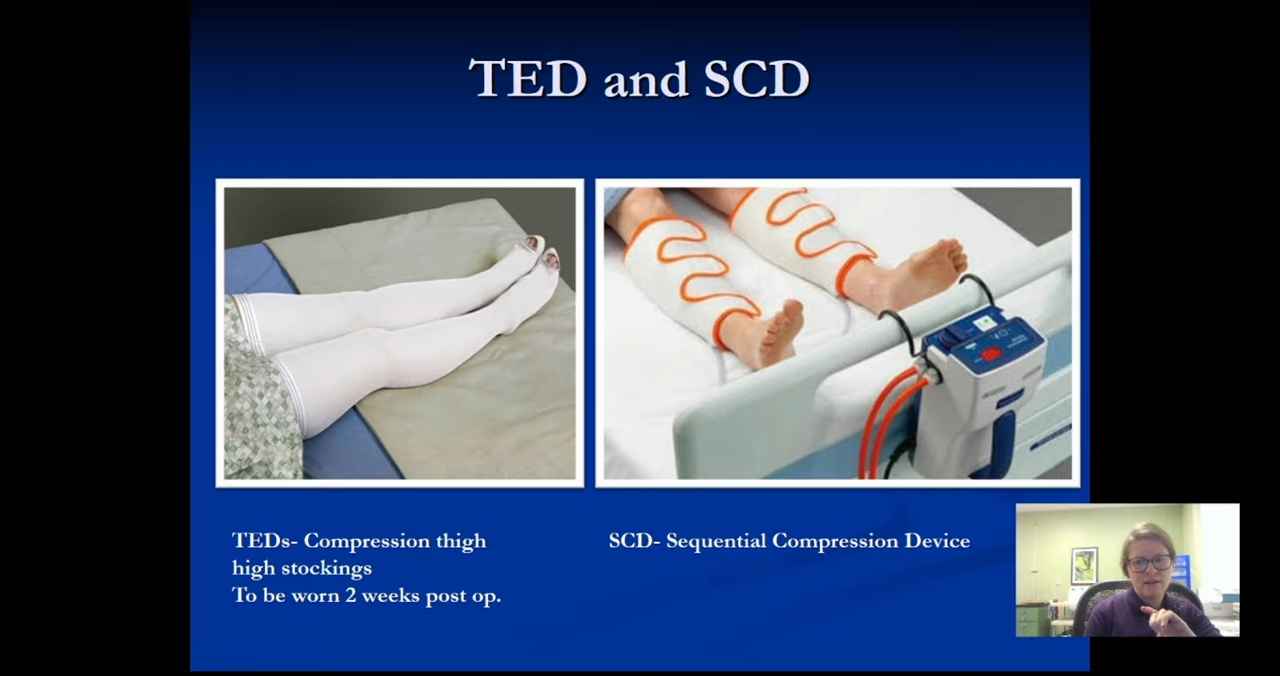 TED and SCD
TEDs- Compression thigh
high stockings
To be worn 2 weeks post op.
SCD- Sequential Compression Device